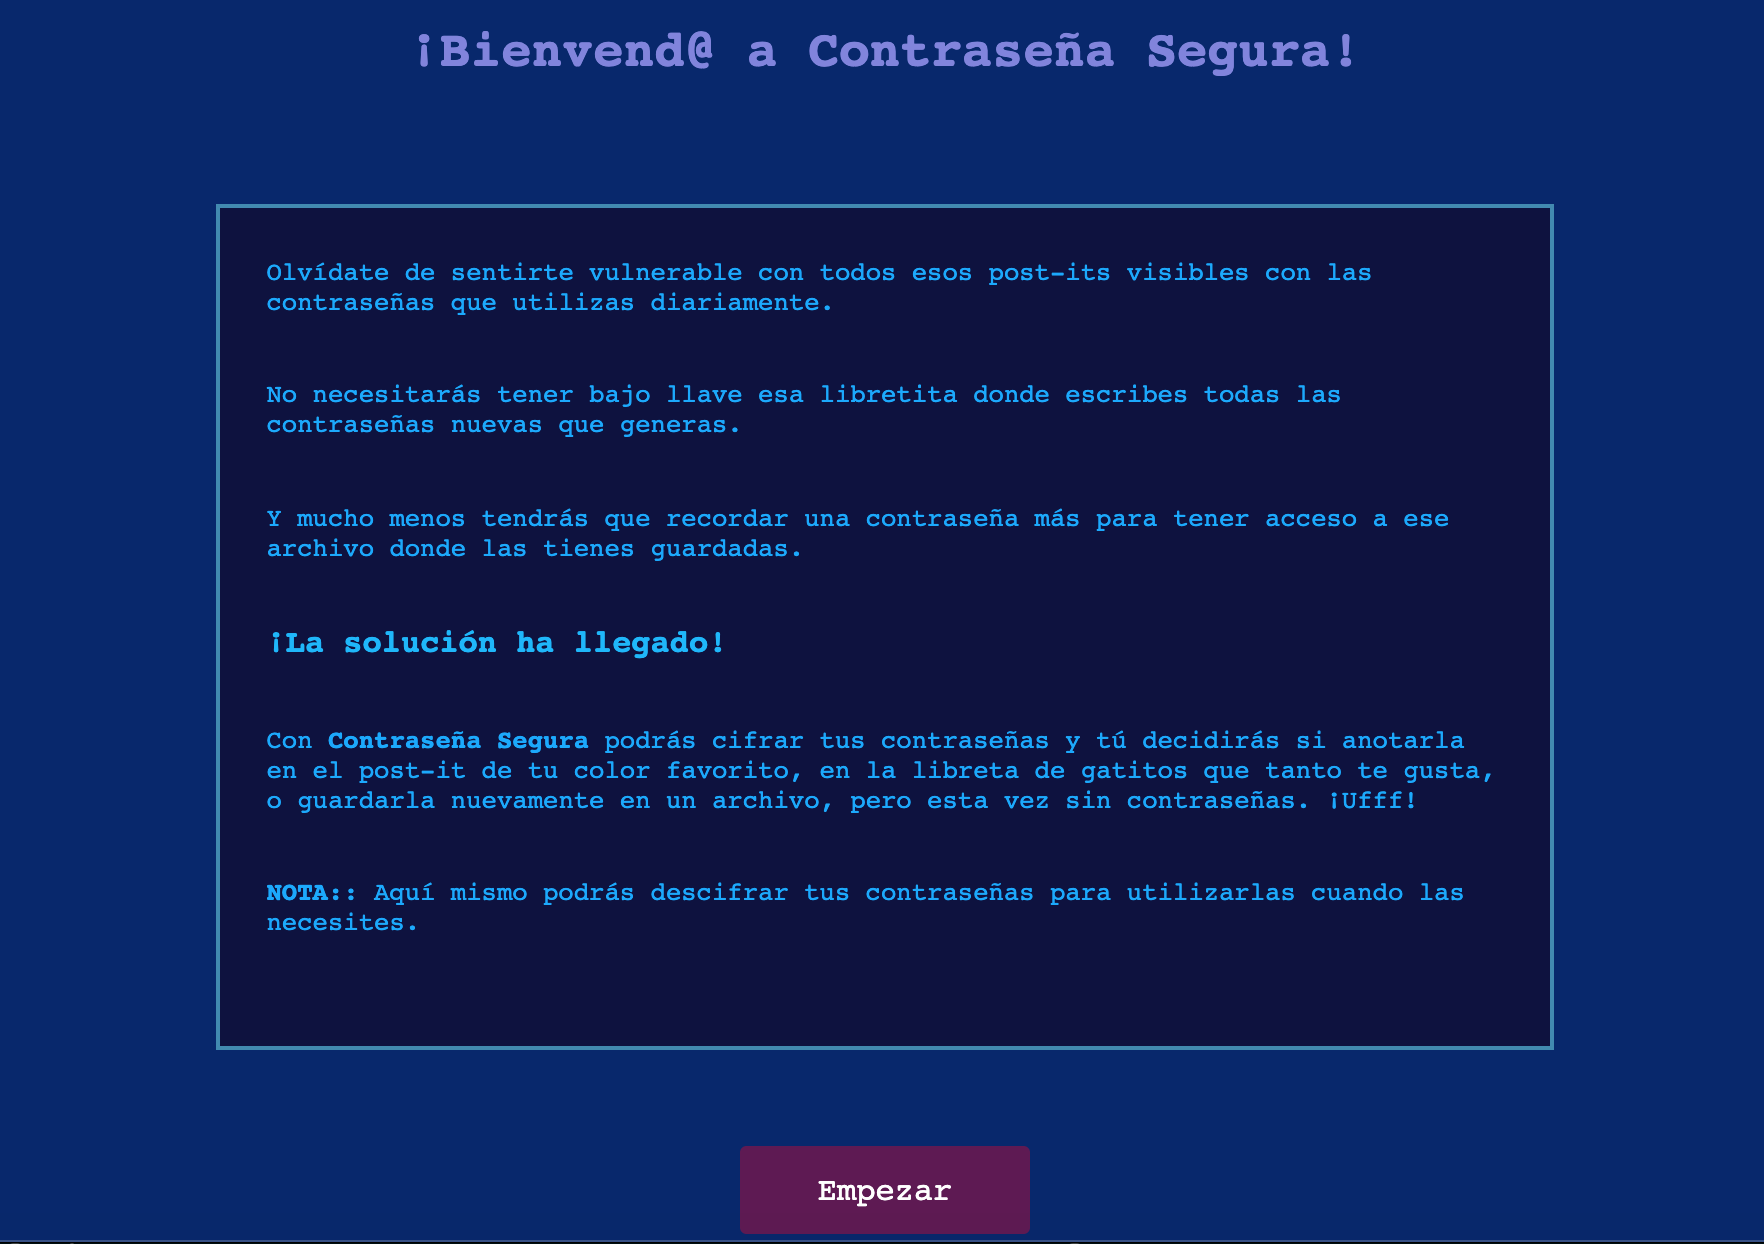 ¡Bienvend@ a Contraseña Segura!
Olvídate de sentirte vulnerable con todos esos post-its visibles con las
contraseñas que utilizas diariamente.
No necesitarás tener bajo llave esa libretita donde escribes todas las
contraseñas nuevas que generas.
Y mucho menos tendrás que recordar una contraseña más para tener acceso a ese
archivo donde las tienes guardadas.
¡La solución ha llegado!
Con Contraseña Segura podrás cifrar tus contraseñas y tú decidirás si anotarla
en el post-it de tu color favorito, en la libreta de gatitos que tanto te gusta,
o guardarla nuevamente en un archivo, pero esta vez sin contraseñas. ¡Ufff!
NOTA:: Aquí mismo podrás descifrar tus contraseñas para utilizarlas cuando las
necesites.
Empezar